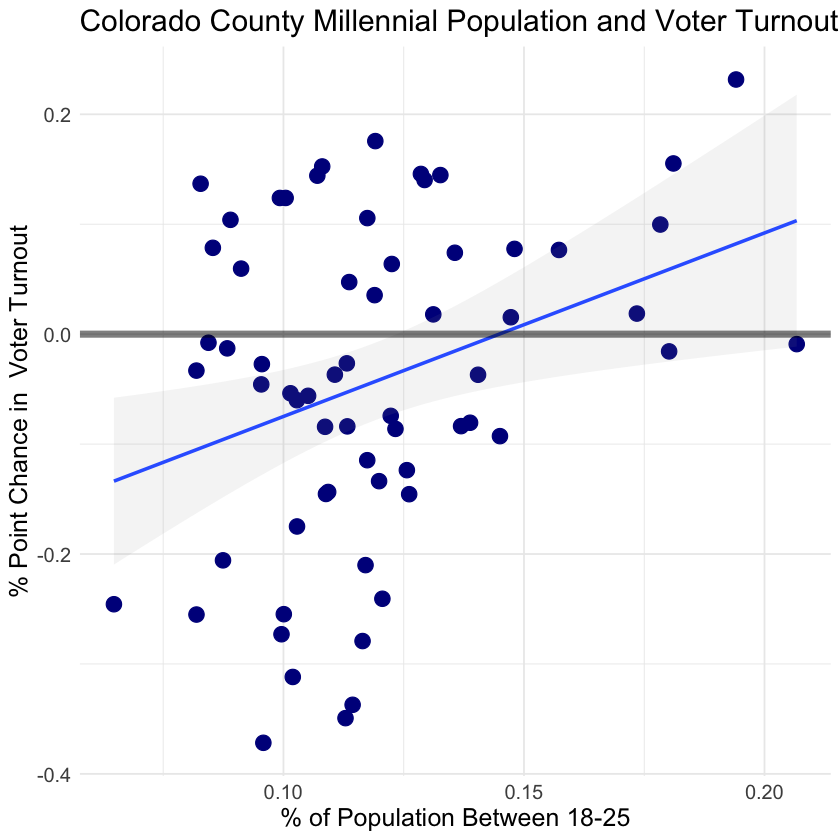 Colorado County Millennial Population and Voter Turnout
% Point Chance in  Voter Turnout
0.2
0.0
-0.2
-0.4
0.10
0.15
0.20
% of Population Between 18-25